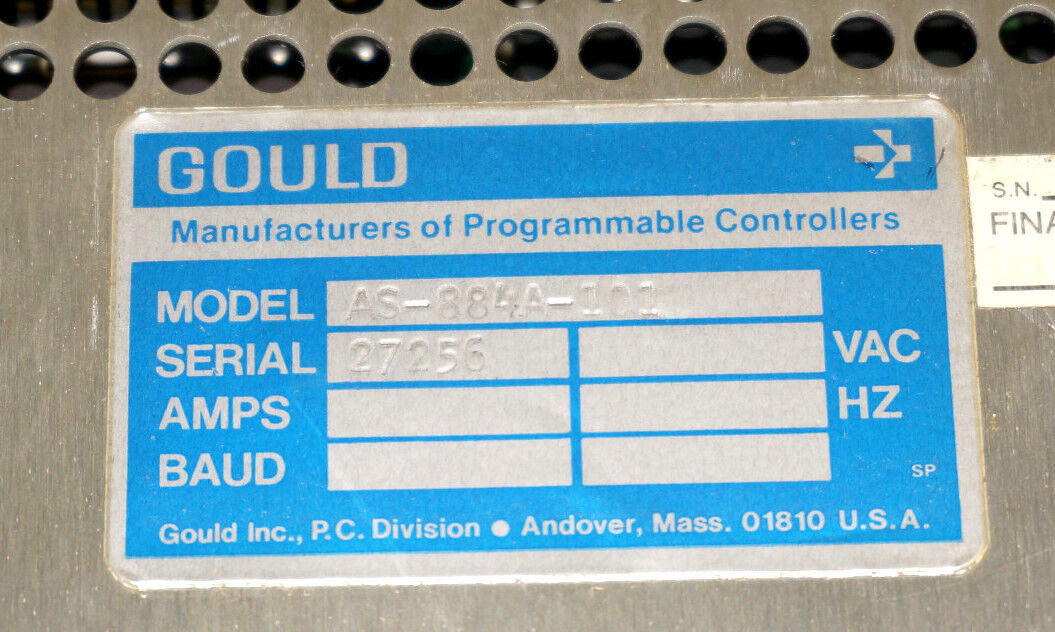 GOULD
Manufacturers of Programmable Controllers
MODEL AS-884A-101
SERIAL 27256 VAC
AMPS HZ
BAUD
SP
Gould Inc., P.C. Division ● Andover, Mass. 01810 U.S.A.
S.N.
FINA